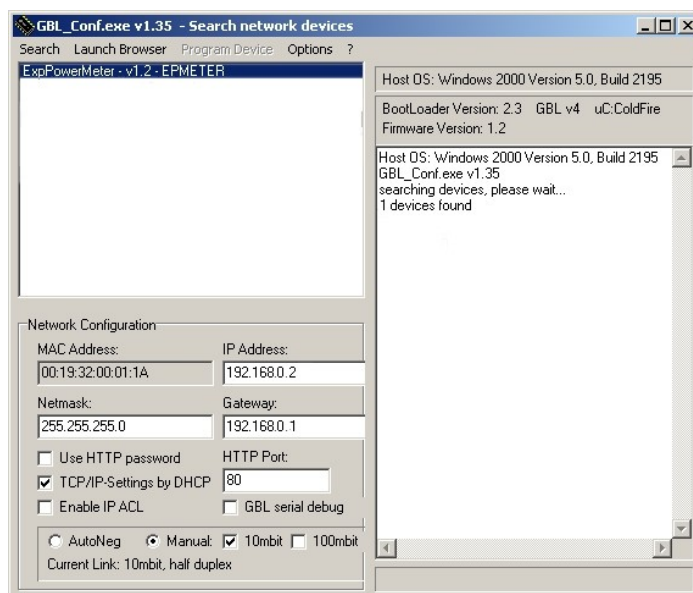 GBL_Conf.exe v1.35 - Search network devices
Search Launch Browser Program Device Options ?
ExpPowerMeter - v1.2 - EPMETER
Host OS: Windows 2000 Version 5.0, Build 2195
BootLoader Version: 2.3 GBL v4 uC:ColdFire
Firmware Version: 1.2
Host OS: Windows 2000 Version 5.0, Build 2195
GBL_Conf.exe v1.35
searching devices, please wait...
1 devices found
Network Configuration
MAC Address: IP Address:
00:19:32:00:01:1A 192.168.0.2
Netmask: Gateway:
255.255.255.0 192.168.0.1
Use HTTP password HTTP Port:
TCP/IP-Settings by DHCP 80
Enable IP ACL GBL serial debug
AutoNeg Manual: 10mbit 100mbit
Current Link: 10mbit, half duplex